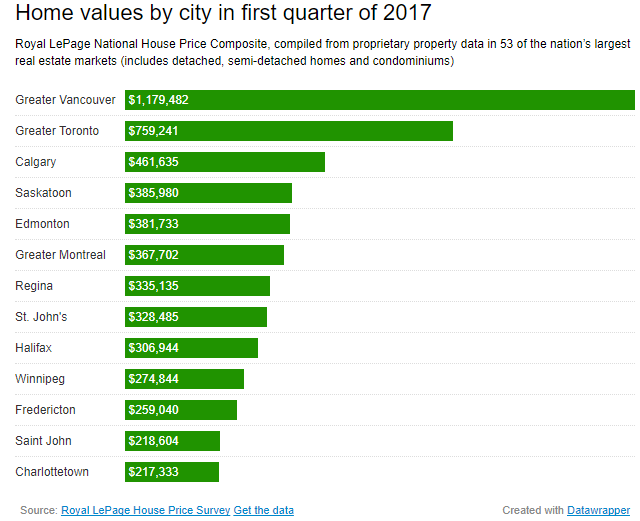 Home values by city in first quarter of 2017
Royal LePage National House Price Composite, compiled from proprietary property data in 53 of the nation's largest
real estate markets (includes detached, semi-detached homes and condominiums)
Greater Vancouver $1,179,482
Greater Toronto $759,241
Calgary $461,635
Saskatoon $385,980
Edmonton $381,733
Greater Montreal $367,702
Regina $335,135
St. John's $328,485
Halifax $306,944
Winnipeg $274,844
Fredericton $259,040
Saint John $218,604
Charlottetown $217,333
Source: Royal LePage House Price Survey Get the data Created with Datawrapper